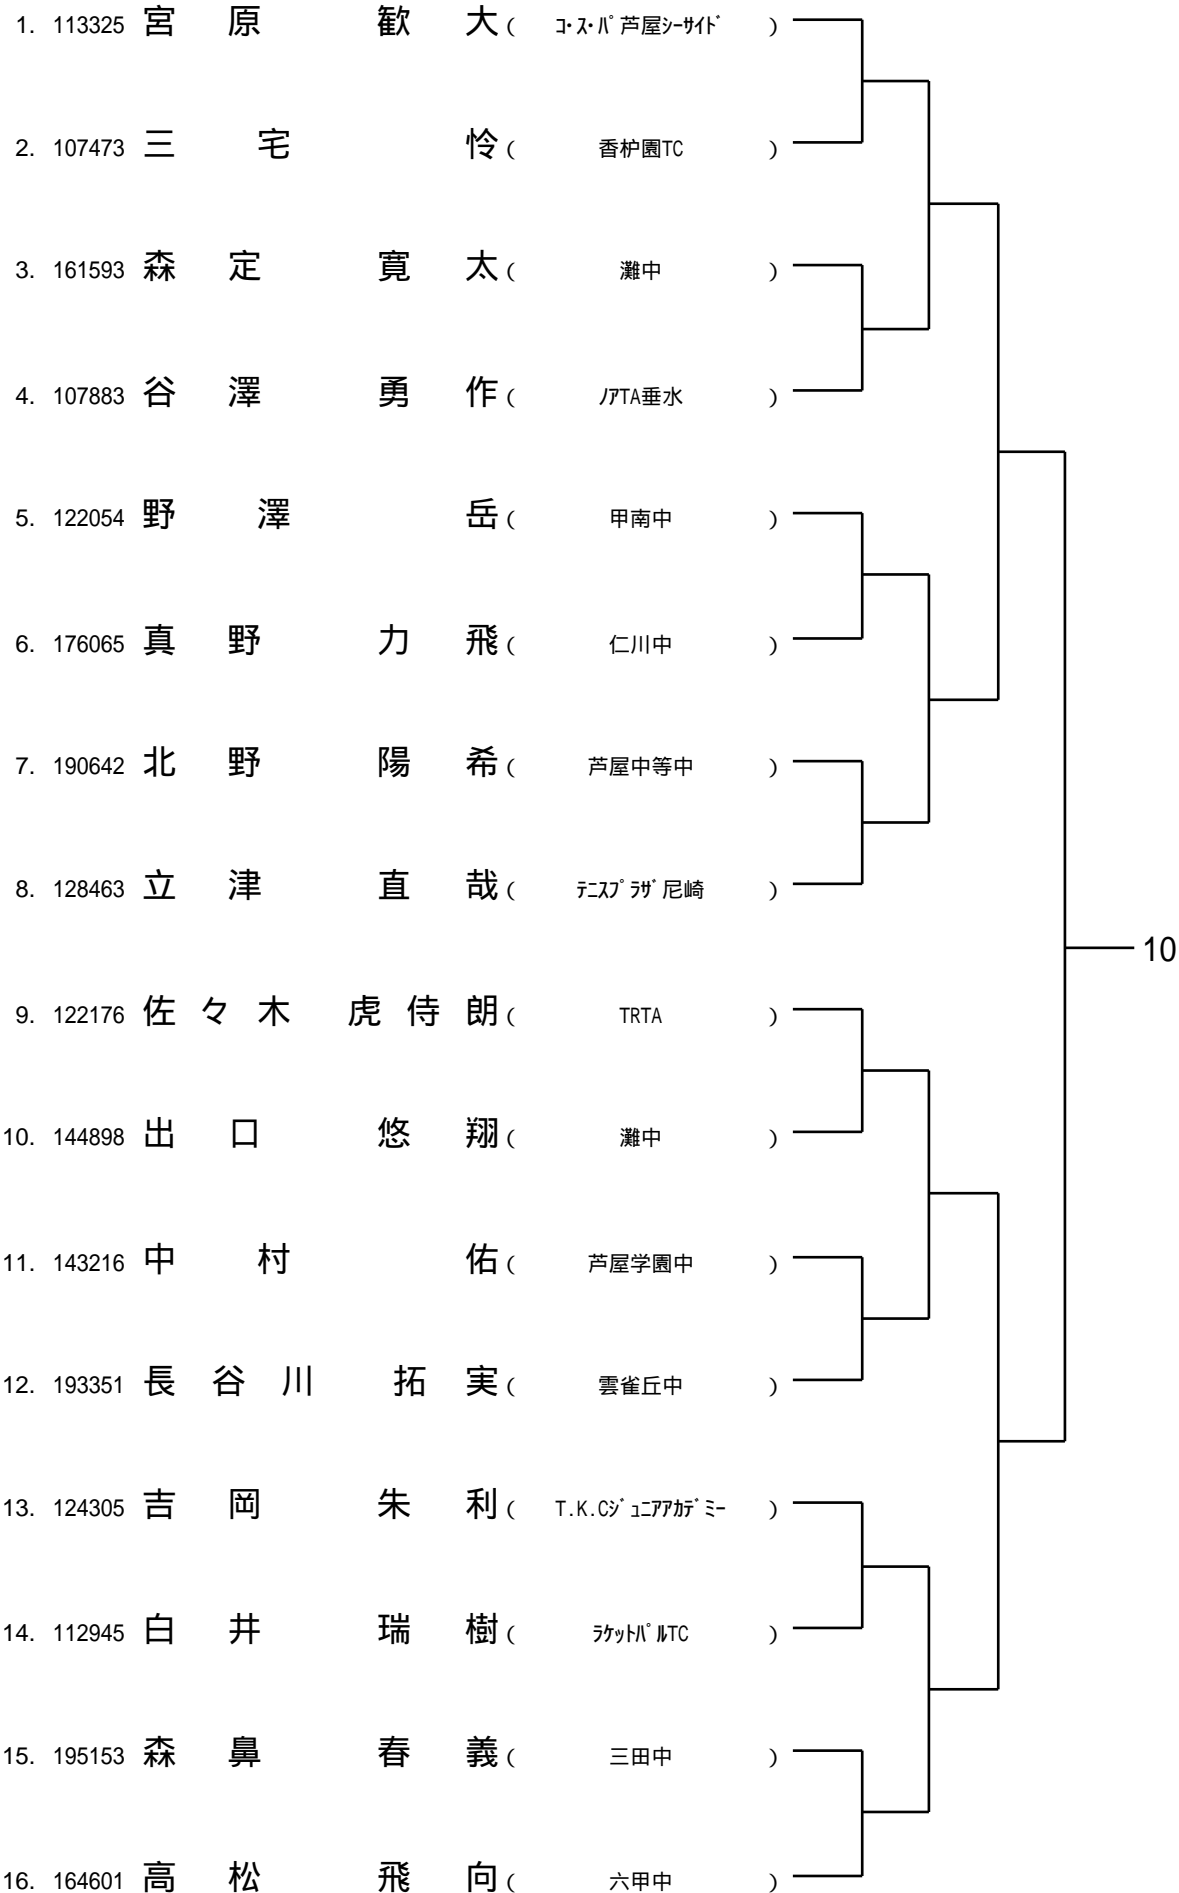 1. 113325 宮原 歓大 ( コ・ス・パ芦屋シーサイド )
2. 107473 三宅 怜 ( 香枦園TC )
3. 161593 森定 寛太 ( 灘中 )
4. 107883 谷澤 勇作 ( ノアTA垂水 )
5. 122054 野澤 岳 ( 甲南中 )
6. 176065 真野 力飛 ( 仁川中 )
7. 190642 北野 陽希 ( 芦屋中等中 )
8. 128463 立津 直哉 ( テニスプラザ尼崎 )
10
9. 122176 佐々木 虎侍朗 ( TRTA )
10. 144898 出口 悠翔 ( 灘中 )
11. 143216 中村 佑 ( 芦屋学園中 )
12. 193351 長谷川 拓実 ( 雲雀丘中 )
13. 124305 吉岡 朱利 ( T.K.Cジュニアアカデミー )
14. 112945 白井 瑞樹 ( ラケットパルTC )
15. 195153 森鼻 春義 ( 三田中 )
16. 164601 高松 飛向 ( 六甲中 )